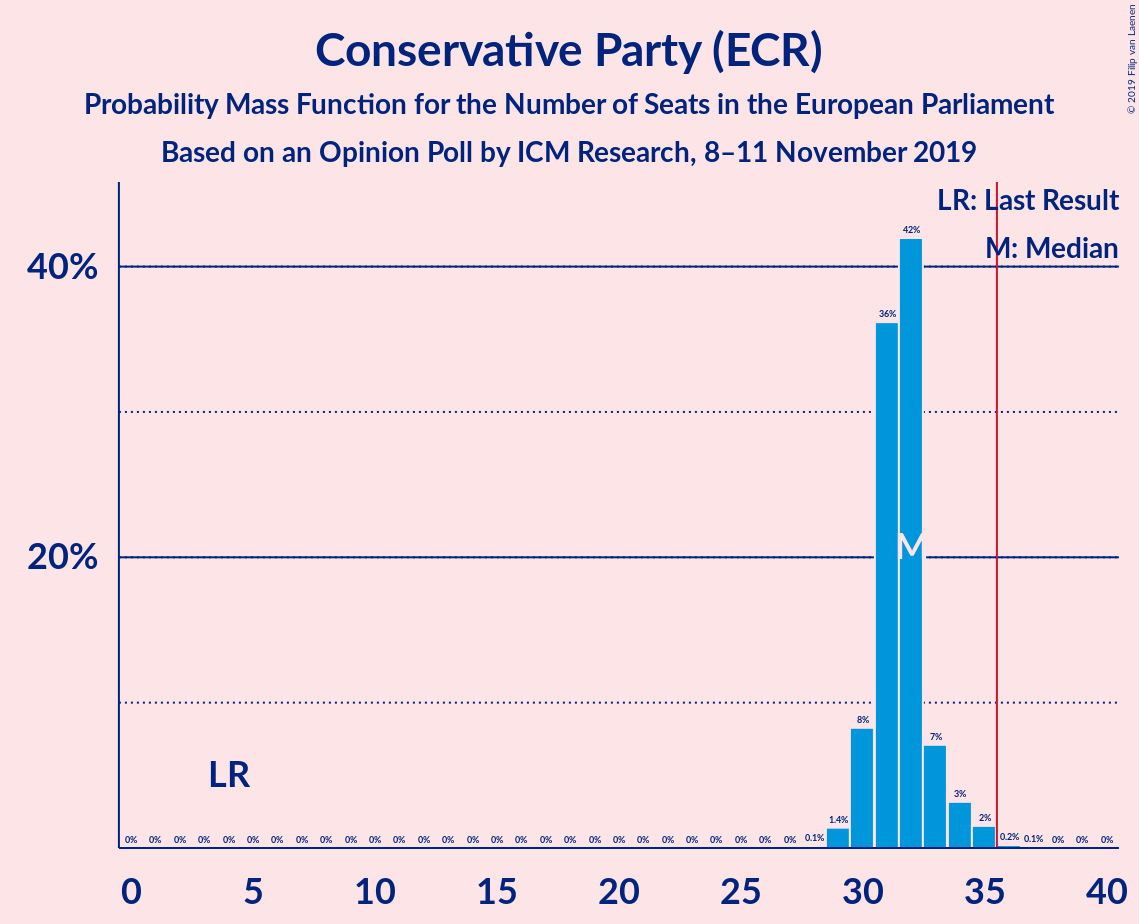 Conservative Party (ECR)
Probability Mass Function for the Number of Seats in the European Parliament
Based on an Opinion Poll by ICM Research, 8–11 November 2019
© 2019 Filip van Laenen
LR: Last Result
M: Median
40%
20%
42%
36%
M
8%
7%
LR
3%
0% 0% 0% 0% 0% 0% 0% 0% 0% 0% 0% 0% 0% 0% 0% 0% 0% 0% 0% 0% 0% 0% 0% 0% 0% 0% 0% 0% 0.1% 1.4% 2% 0.2% 0.1% 0% 0% 0%
0 5 10 15 20 25 30 35 40